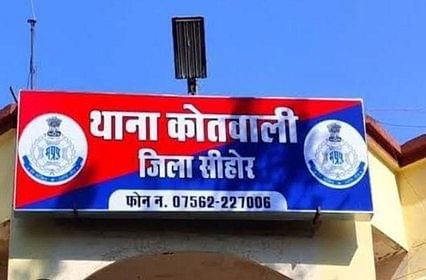 थाना कोतवाली
जिला सीहोर
फोन न. 07562-227006